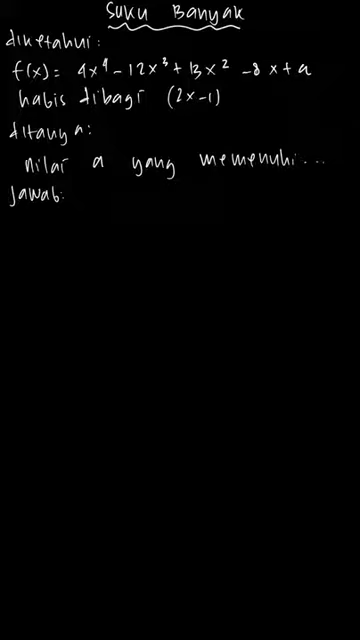 Suku Banyak
diketahui:
f(x) = 4x⁴ - 12x³ + 13x² - 8x + a
habis dibagi (2x-1)
ditanya:
nilai a yang memenuhi...
Jawab: